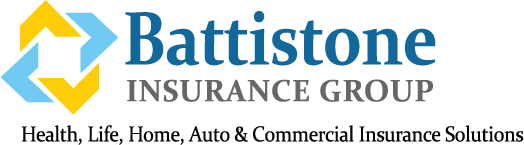 Battistone
INSURANCE GROUP
Health, Life, Home, Auto & Commercial Insurance Solutions